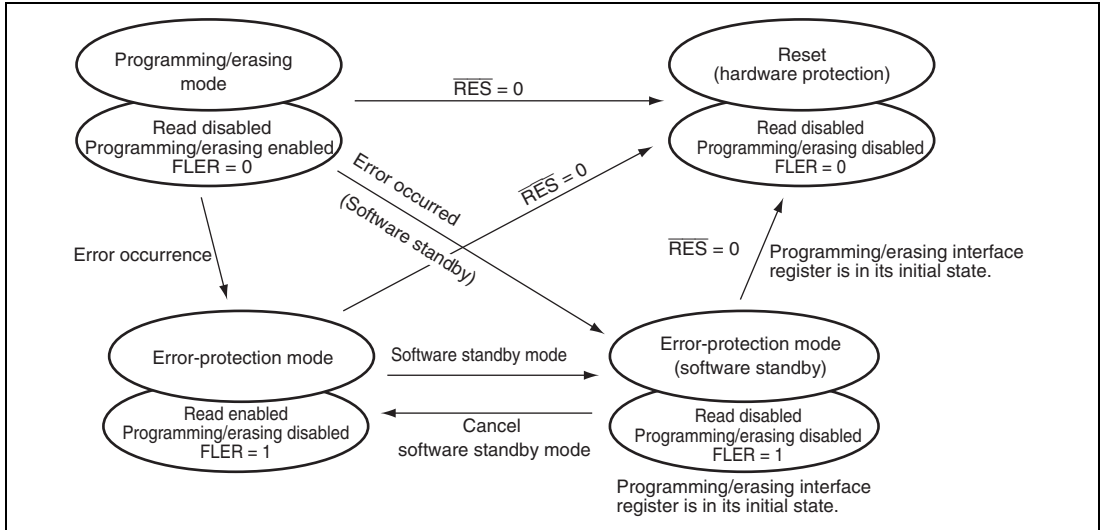 Programming/erasing
mode
Read disabled
Programming/erasing enabled
FLER = 0
R̅E̅S̅ = 0
Reset
(hardware protection)
Read disabled
Programming/erasing disabled
FLER = 0
Error occurred
(Software standby)
R̅E̅S̅ = 0
Error occurrence
R̅E̅S̅ = 0
Programming/erasing interface
register is in its initial state.
Error-protection mode
Read enabled
Programming/erasing disabled
FLER = 1
Software standby mode
Cancel
software standby mode
Error-protection mode
(software standby)
Read disabled
Programming/erasing disabled
FLER = 1
Programming/erasing interface
register is in its initial state.